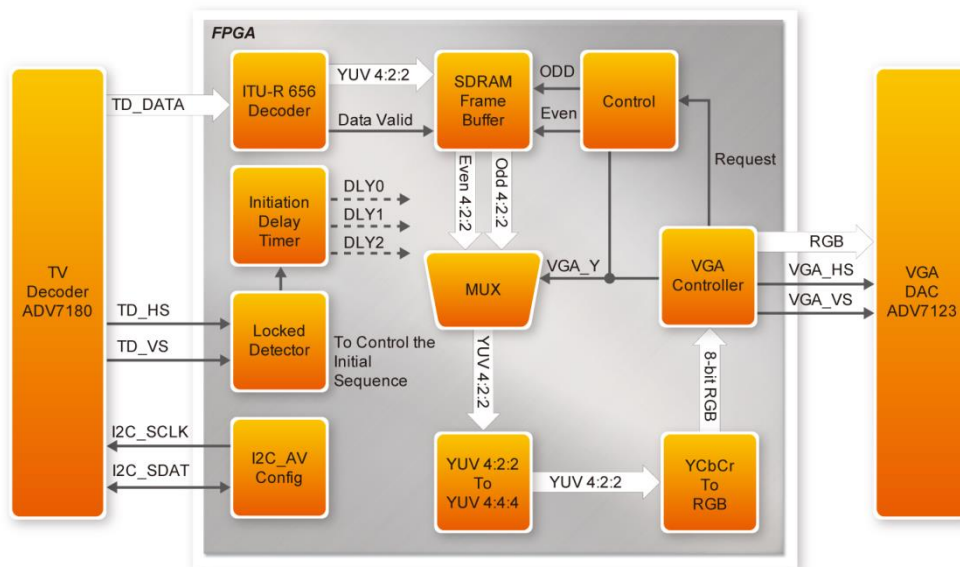 FPGA
TV
Decoder
ADV7180
TD_DATA
ITU-R 656
Decoder
YUV 4:2:2
Data Valid
SDRAM
Frame
Buffer
ODD
Even
Control
Request
Initiation
Delay
Timer
DLY0
DLY1
DLY2
Even 4:2:2
Odd 4:2:2
MUX
VGA_Y
VGA
Controller
RGB
VGA_HS
VGA_VS
VGA
DAC
ADV7123
TD_HS
TD_VS
Locked
Detector
To Control the
Initial
Sequence
YUV 4:2:2
8-bit RGB
I2C_SCLK
I2C_SDAT
I2C_AV
Config
YUV 4:2:2
To
YUV 4:4:4
YUV 4:2:2
YCbCr
To
RGB